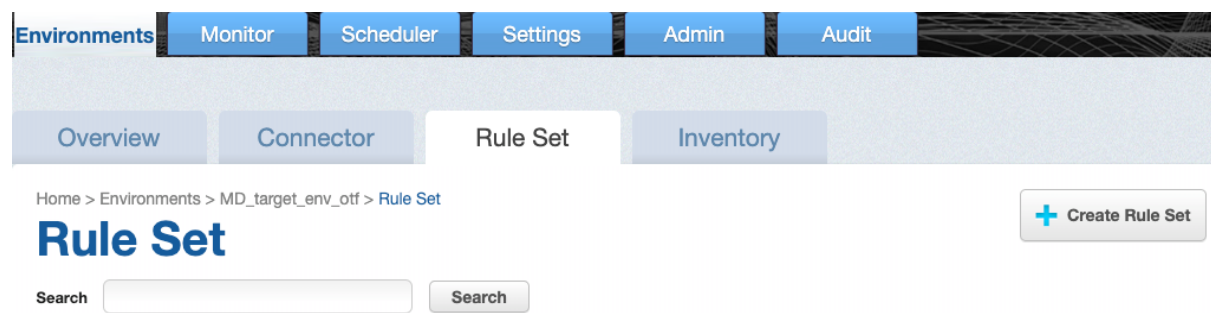 Environments Monitor Scheduler Settings Admin Audit
Overview Connector Rule Set Inventory
Home > Environments > MD_target_env_otf > Rule Set
Create Rule Set
Rule Set
Search Search